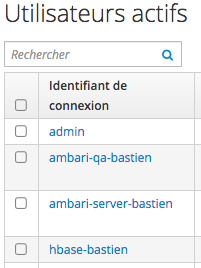 Utilisateurs actifs
Rechercher
Identifiant de
connexion
admin
ambari-qa-bastien
ambari-server-bastien
hbase-bastien